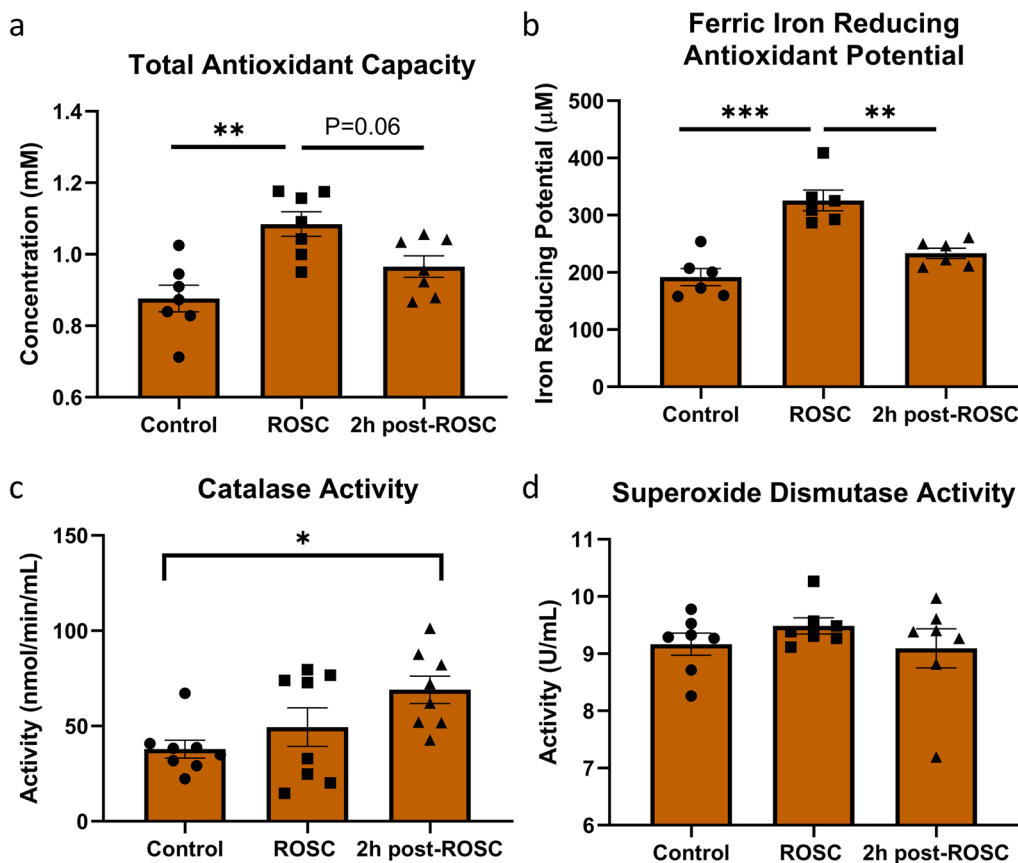 a
Total Antioxidant Capacity
Concentration (mM)
1.4
1.2
1.0
0.8
0.6
**
P=0.06
Control
ROSC
2h post-ROSC
b
Ferric Iron Reducing
Antioxidant Potential
Iron Reducing Potential (μM)
500
400
300
200
100
0
***
**
Control
ROSC
2h post-ROSC
c
Catalase Activity
Activity (nmol/min/mL)
150
100
50
0
*
Control
ROSC
2h post-ROSC
d
Superoxide Dismutase Activity
Activity (U/mL)
11
10
9
8
7
6
Control
ROSC
2h post-ROSC